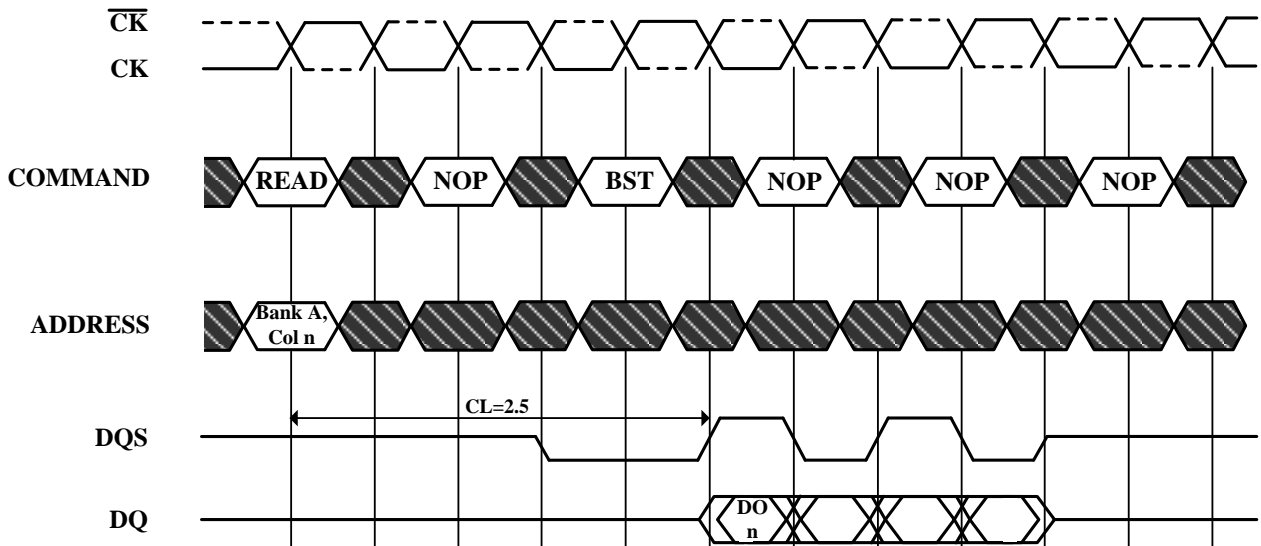 CK
CK
COMMAND READ NOP BST NOP NOP NOP
ADDRESS Bank A,
Col n
CL=2.5
DQS
DQ DO
n